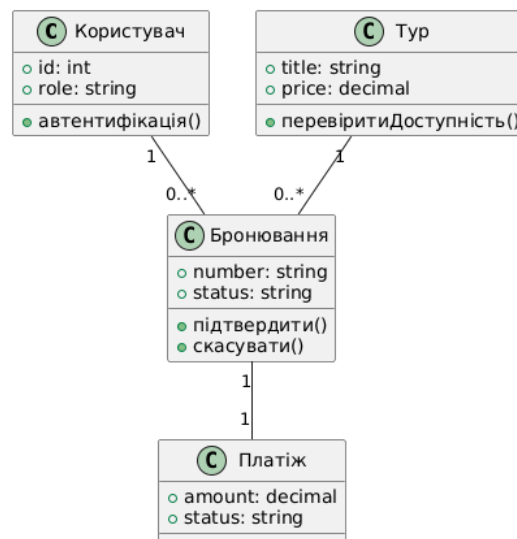 C Користувач
id: int
role: string
автентифікація()
C Тур
title: string
price: decimal
перевіритиДоступність()
1
0..*
1
0..*
C Бронювання
number: string
status: string
підтвердити()
скасувати()
1
1
C Платіж
amount: decimal
status: string